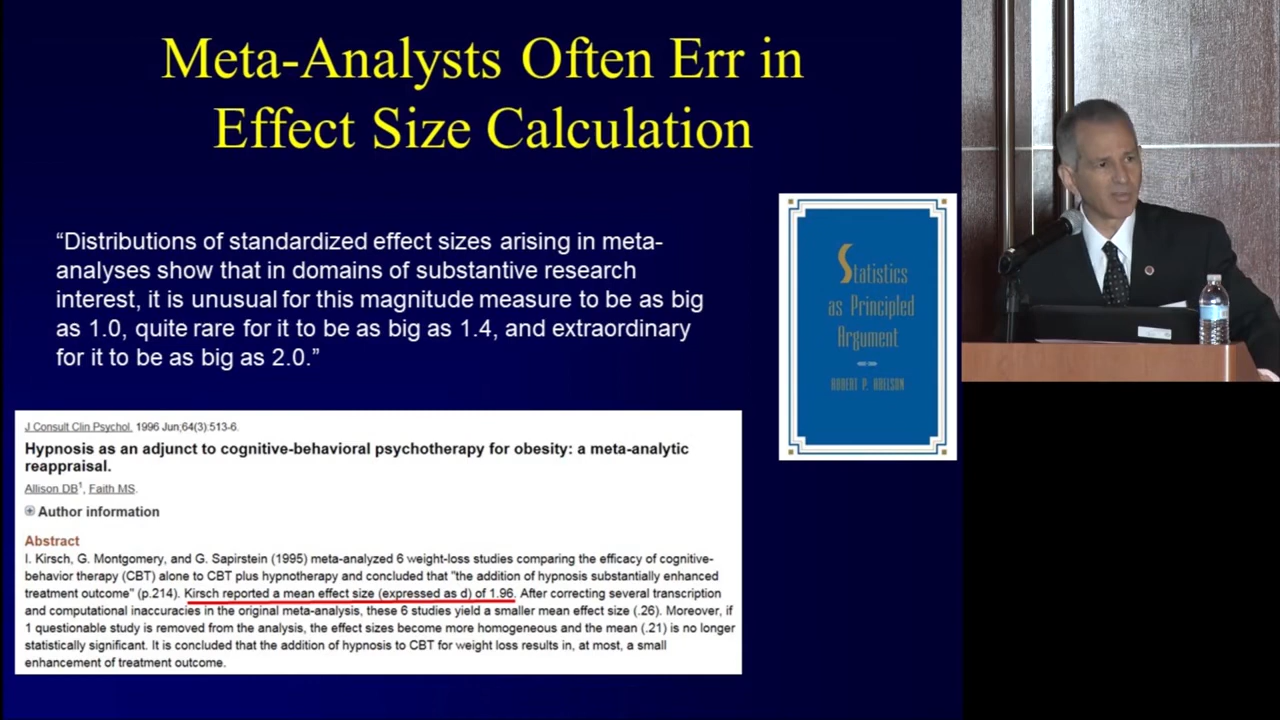 Meta-Analysts Often Err in
Effect Size Calculation
“Distributions of standardized effect sizes arising in meta-
analyses show that in domains of substantive research
interest, it is unusual for this magnitude measure to be as big
as 1.0, quite rare for it to be as big as 1.4, and extraordinary
for it to be as big as 2.0.”
Statistics
as Principled
Argument
ROBERT P. ABELSON
J Consult Clin Psychol. 1996 Jun;64(3):513-6.
Hypnosis as an adjunct to cognitive-behavioral psychotherapy for obesity: a meta-analytic
reappraisal.
Allison DB1, Faith MS.
Author information
Abstract
I. Kirsch, G. Montgomery, and G. Sapirstein (1995) meta-analyzed 6 weight-loss studies comparing the efficacy of cognitive-
behavior therapy (CBT) alone to CBT plus hypnotherapy and concluded that "the addition of hypnosis substantially enhanced
treatment outcome" (p.214). Kirsch reported a mean effect size (expressed as d) of 1.96. After correcting several transcription
and computational inaccuracies in the original meta-analysis, these 6 studies yield a smaller mean effect size (.26). Moreover, if
1 questionable study is removed from the analysis, the effect sizes become more homogeneous and the mean (.21) is no longer
statistically significant. It is concluded that the addition of hypnosis to CBT for weight loss results in, at most, a small
enhancement of treatment outcome.